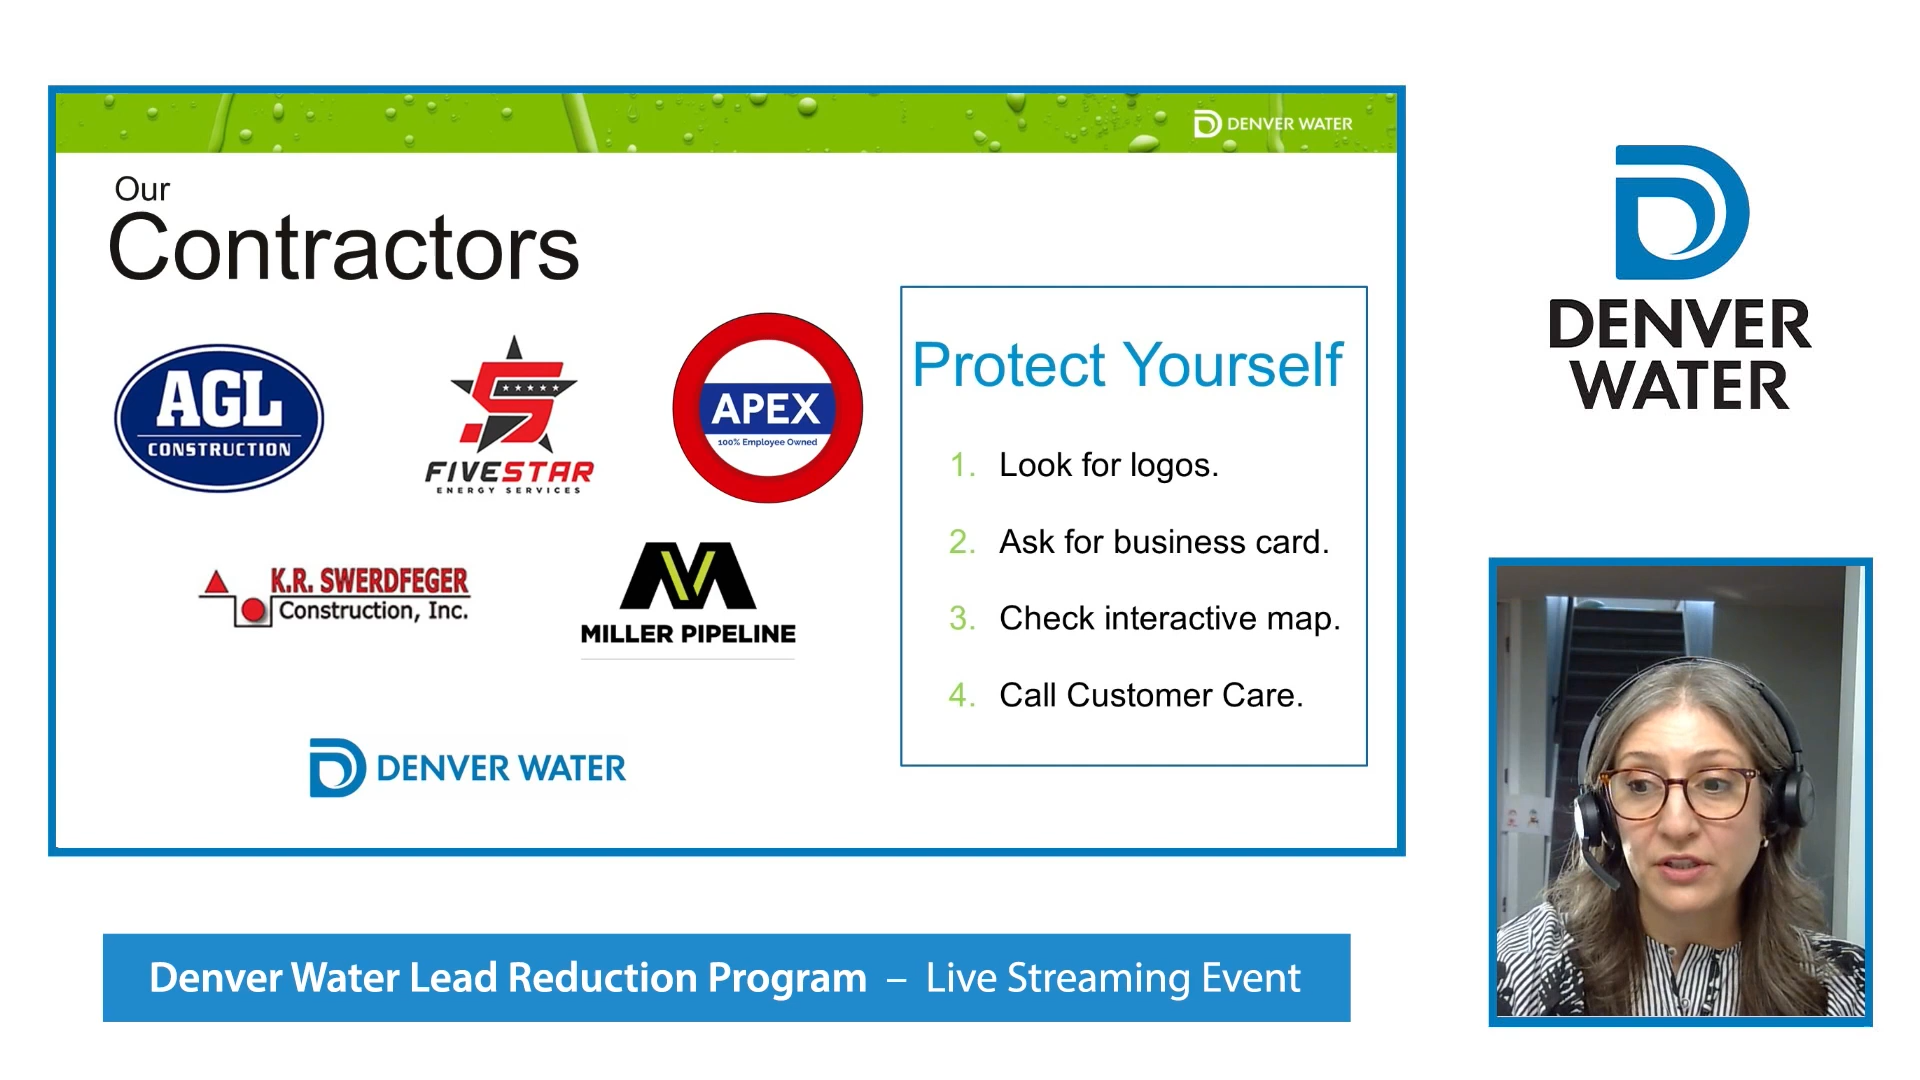 DENVER WATER
Our
Contractors
AGL
CONSTRUCTION
FIVESTAR
ENERGY SERVICES
APEX
100% Employee Owned
K.R. SWERDFEGER
Construction, Inc.
MILLER PIPELINE
DENVER WATER
Protect Yourself
1. Look for logos.
2. Ask for business card.
3. Check interactive map.
4. Call Customer Care.
DENVER
WATER
Denver Water Lead Reduction Program – Live Streaming Event